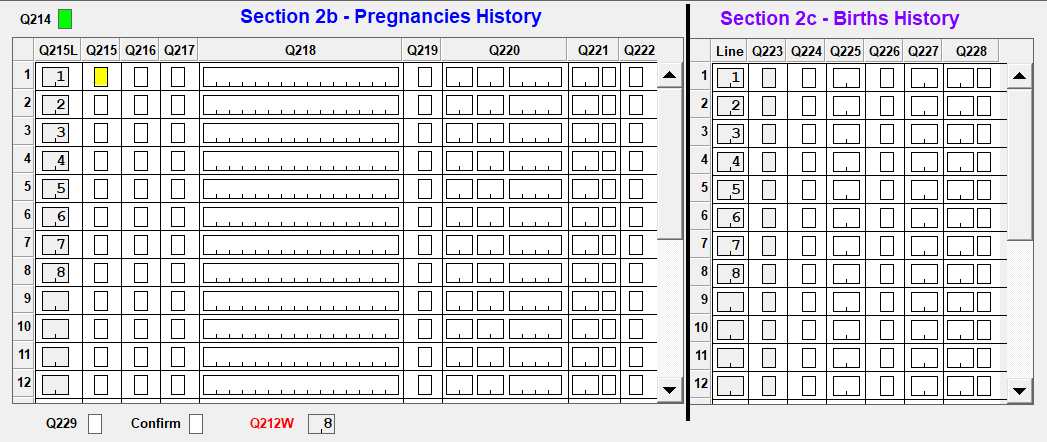 Q214 Section 2b - Pregnancies History Section 2c - Births History
Q215L Q215 Q216 Q217 Q218 Q219 Q220 Q221 Q222 Line Q223 Q224 Q225 Q226 Q227 Q228
1 1 1 1
2 2 2 2
3 3 3 3
4 4 4 4
5 5 5 5
6 6 6 6
7 7 7 7
8 8 8 8
9 9
10 10
11 11
12 12
Q229 Confirm Q212W 8